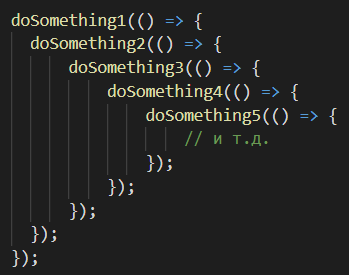 doSomething1(() => {
  doSomething2(() => {
    doSomething3(() => {
      doSomething4(() => {
        doSomething5(() => {
          // и т.д.
        });
      });
    });
  });
});